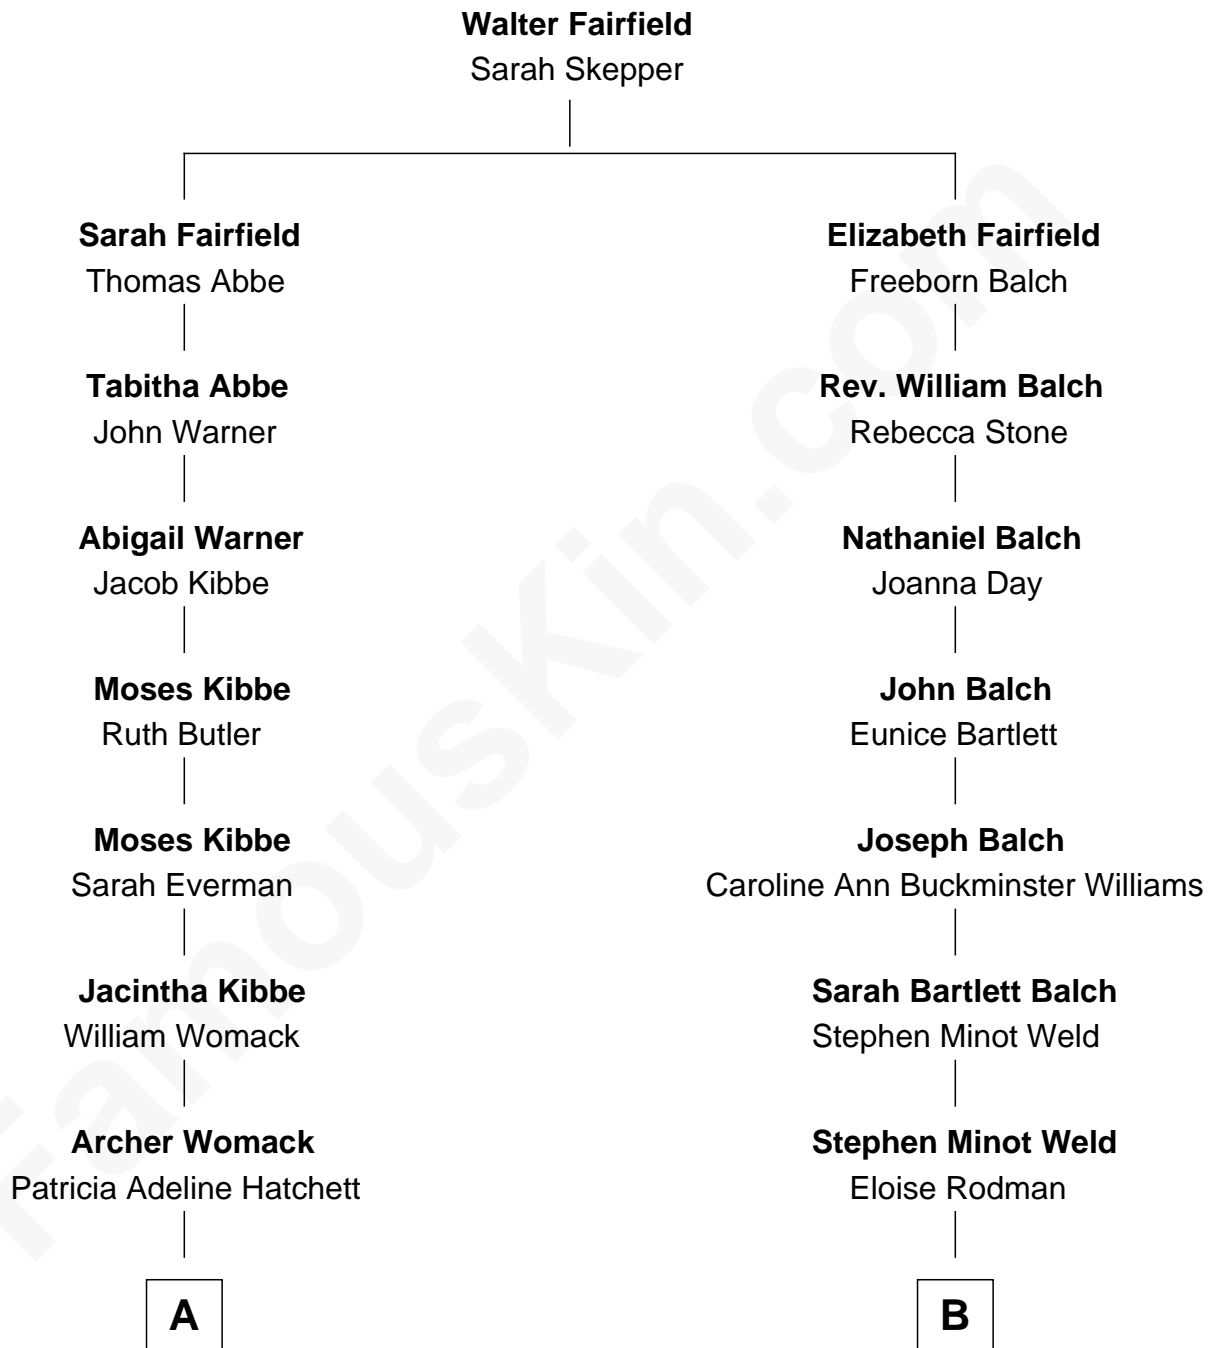 Walter Fairfield
Sarah Skepper
Sarah Fairfield
Thomas Abbe
Elizabeth Fairfield
Freeborn Balch
Tabitha Abbe
John Warner
Rev. William Balch
Rebecca Stone
Abigail Warner
Jacob Kibbe
Nathaniel Balch
Joanna Day
Moses Kibbe
Ruth Butler
John Balch
Eunice Bartlett
Moses Kibbe
Sarah Everman
Joseph Balch
Caroline Ann Buckminster Williams
Jacintha Kibbe
William Womack
Sarah Bartlett Balch
Stephen Minot Weld
Archer Womack
Patricia Adeline Hatchett
Stephen Minot Weld
Eloise Rodman
A
B
FamousKin.com